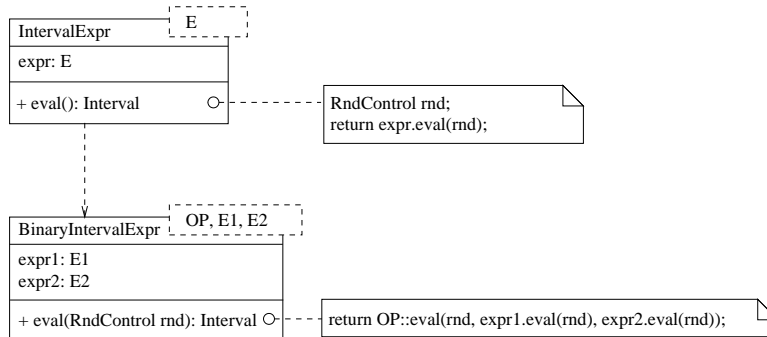 E
IntervalExpr
expr: E
+ eval(): Interval
RndControl rnd;
return expr.eval(rnd);
OP, E1, E2
BinaryIntervalExpr
expr1: E1
expr2: E2
+ eval(RndControl rnd): Interval
return OP::eval(rnd, expr1.eval(rnd), expr2.eval(rnd));